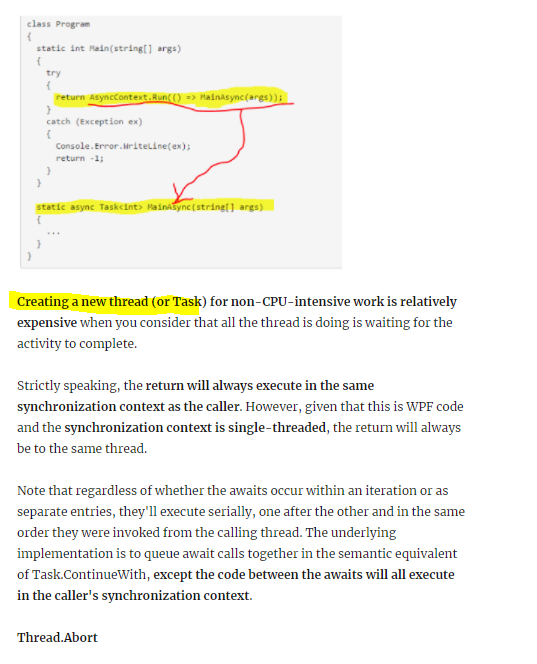 class Program
{
static int Main(string[] args)
{
try
{
return AsyncContext.Run(() => MainAsync(args));
}
catch (Exception ex)
{
Console.Error.WriteLine(ex);
return -1;
}
}
static async Task<int> MainAsync(string[] args)
{
...
}
}
Creating a new thread (or Task) for non-CPU-intensive work is relatively
expensive when you consider that all the thread is doing is waiting for the
activity to complete.
Strictly speaking, the return will always execute in the same
synchronization context as the caller. However, given that this is WPF code
and the synchronization context is single-threaded, the return will always
be to the same thread.
Note that regardless of whether the awaits occur within an iteration or as
separate entries, they'll execute serially, one after the other and in the same
order they were invoked from the calling thread. The underlying
implementation is to queue await calls together in the semantic equivalent
of Task.ContinueWith, except the code between the awaits will all execute
in the caller's synchronization context.
Thread.Abort